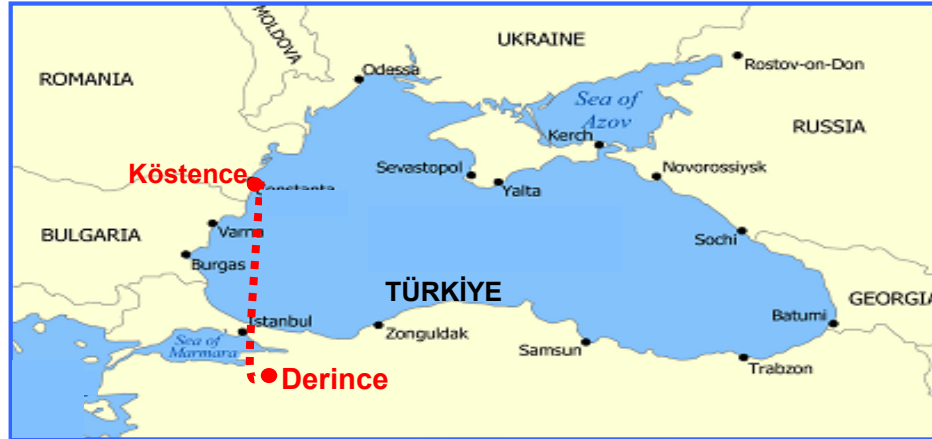 MOLDOVA
UKRAINE
ROMANIA
Odessa
Rostov-on-Don
Sea of
Azov
Kerch
RUSSIA
Köstence
Constanta
Sevastopol
Yalta
Novorossiysk
BULGARIA
Varna
Burgas
Sochi
TÜRKİYE
GEORGIA
Istanbul
Zonguldak
Batumi
Sea of
Marmara
Samsun
Trabzon
Derince